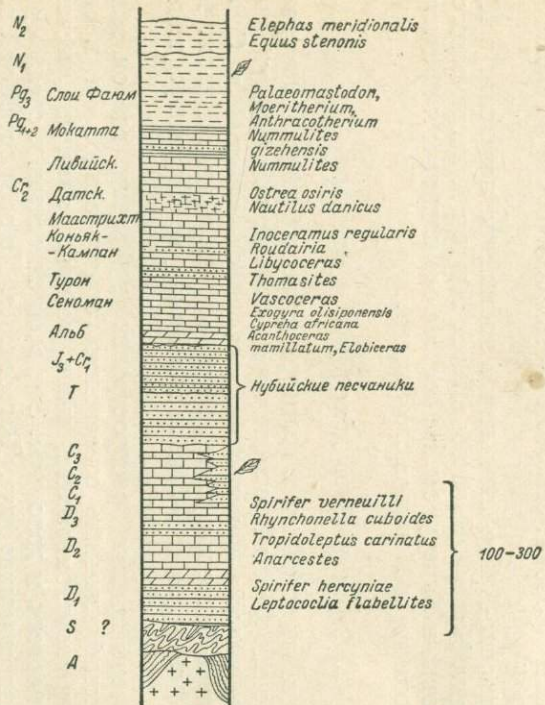 N₂
Elephas meridionalis
Equus stenonis
N₁
Pg₃ Слои Фаюм
Palaeomastodon,
Moeritherium,
Anthracotherium
Pg₁₊₂ Мокатта
Nummulites
gizehensis
Ливийск.
Nummulites
Cr₂ Датск.
Ostrea osiris
Nautilus danicus
Маастрихт
Коньяк-
-Кампан
Inoceramus regularis
Roudairia
Libycoceras
Турон
Thomasites
Сеноман
Vascoceras
Exogyra olisiponensis
Cypreha africana
Альб
Acanthoceras
mamillatum, Elobiceras
J₃+Cr₁
Нубийские песчаники
T
C₃
C₂
C₁
D₃
Spirifer verneuilli
Rhynchonella cuboides
D₂
Tropidoleptus carinatus
Anarcestes
100-300
D₁
Spirifer hercyniae
Leptococlia flabellites
S ?
A